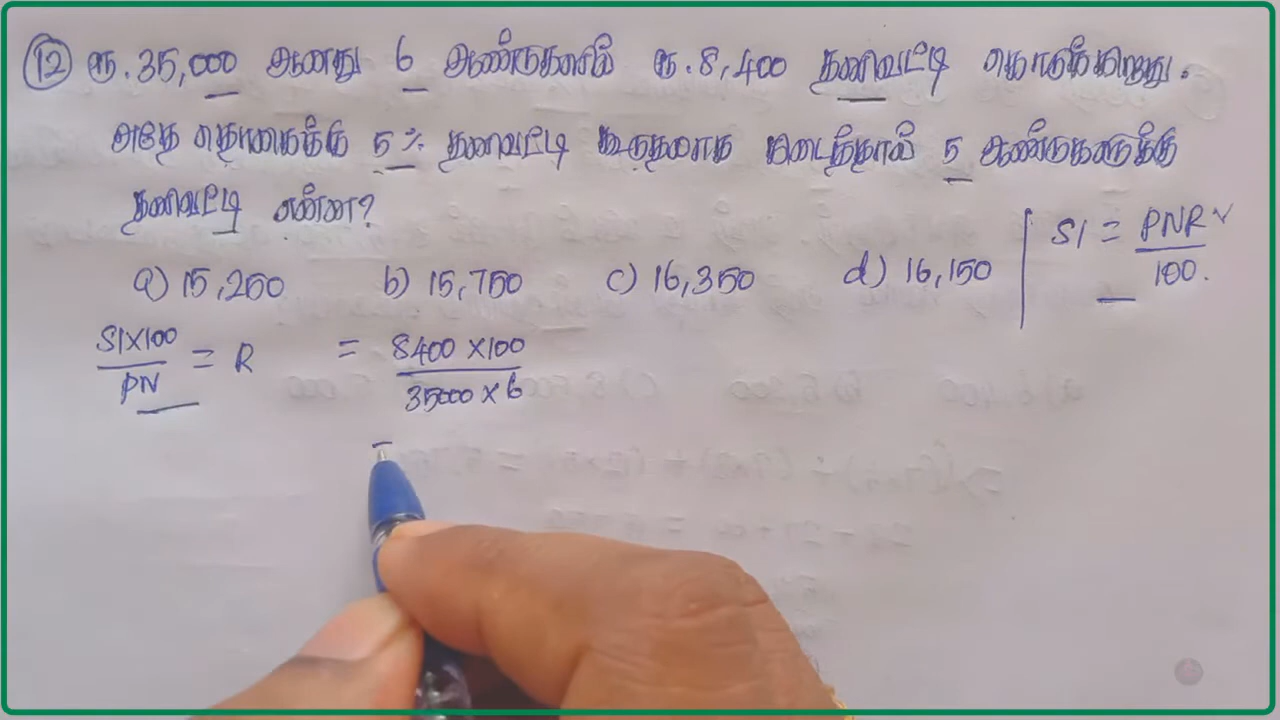 12 ரூ.35,000 ஆனது 6 ஆண்டுகளில் ரூ.8,400 தனிவட்டி கொடுக்கிறது.
அதே தொகைக்கு 5% தனிவட்டி கூடுதலாக கிடைத்தால் 5 ஆண்டுகளுக்கு
தனிவட்டி என்ன?
a) 15,250 b) 15,750 c) 16,350 d) 16,150
SI = PNR / 100.
SI×100 / PN = R = 8400 ×100 / 35000 × 6